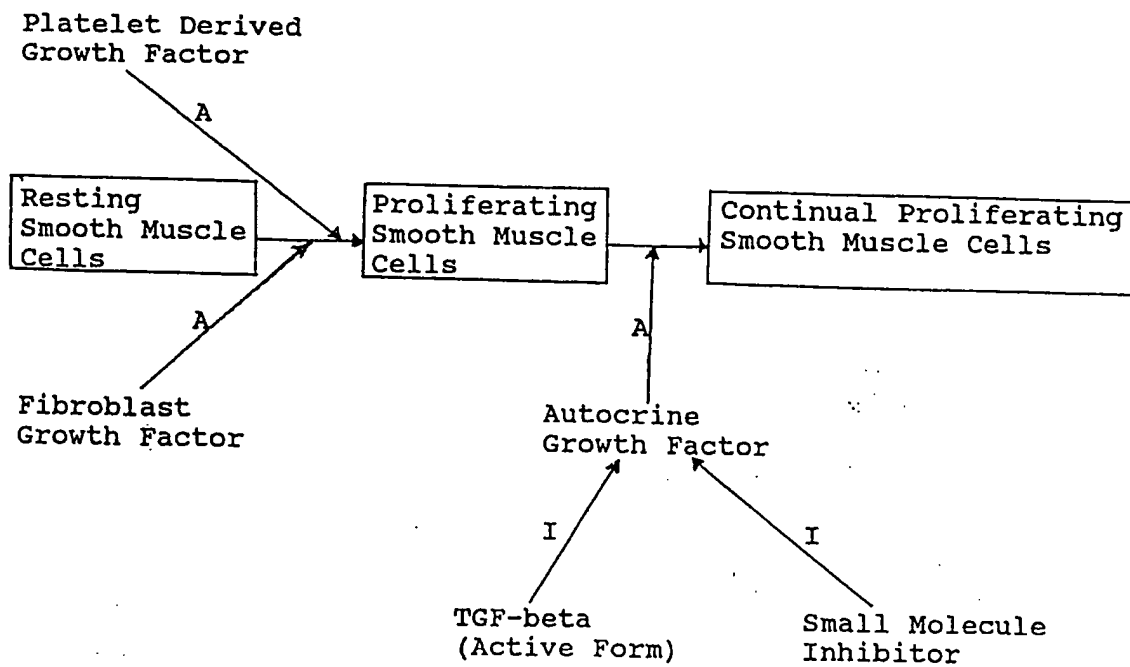 Platelet Derived
Growth Factor
A
Resting
Smooth Muscle
Cells
Proliferating
Smooth Muscle
Cells
Continual Proliferating
Smooth Muscle Cells
A
A
Fibroblast
Growth Factor
Autocrine
Growth Factor
I
I
TGF-beta
(Active Form)
Small Molecule
Inhibitor